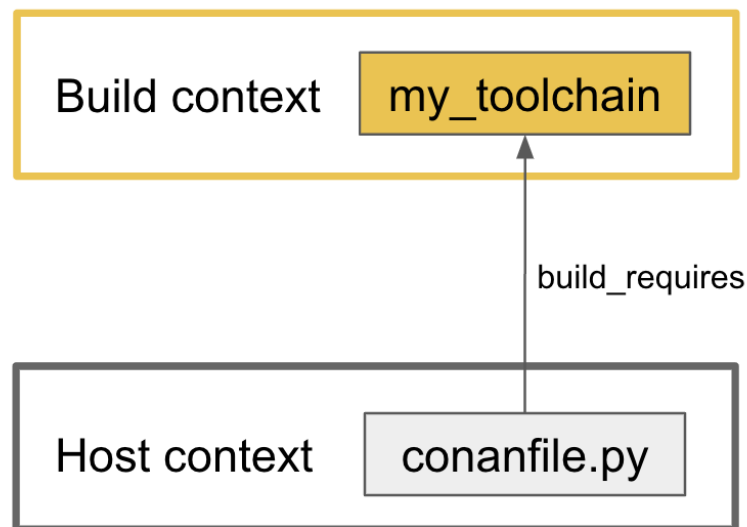 Build context
my_toolchain
build_requires
Host context
conanfile.py